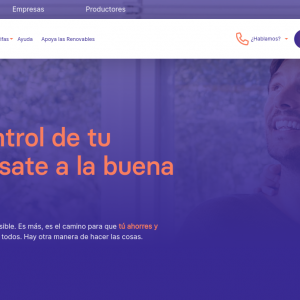 Empresas Productores
ifas Ayuda Apoya las Renovables ¿Hablamos?
ntrol de tu
sate a la buena
sible. Es más, es el camino para que tú ahorres y
todos. Hay otra manera de hacer las cosas.